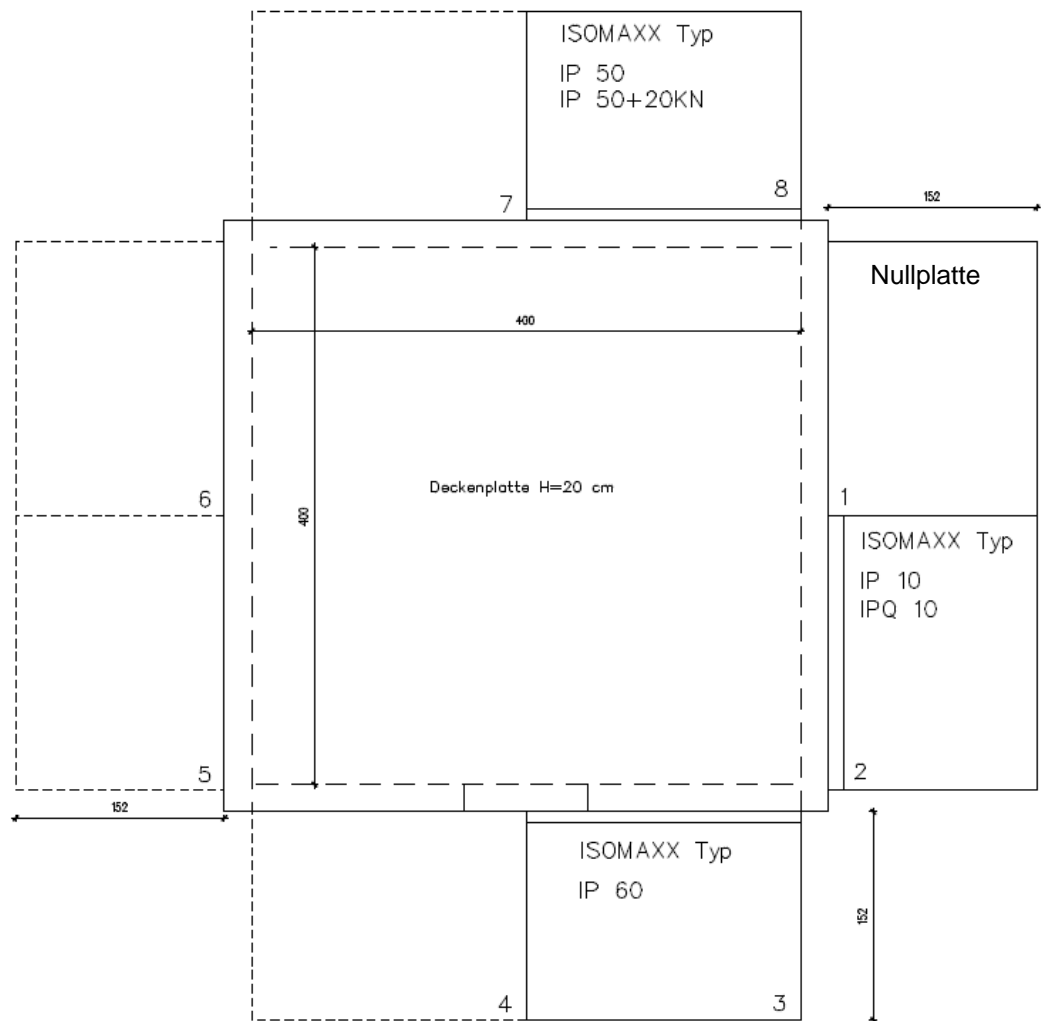 ISOMAXX Typ
IP 50
IP 50+20KN
7
8
152
Nullplatte
400
Deckenplatte H=20 cm
400
6
1
ISOMAXX Typ
IP 10
IPQ 10
5
2
152
ISOMAXX Typ
IP 60
152
4
3